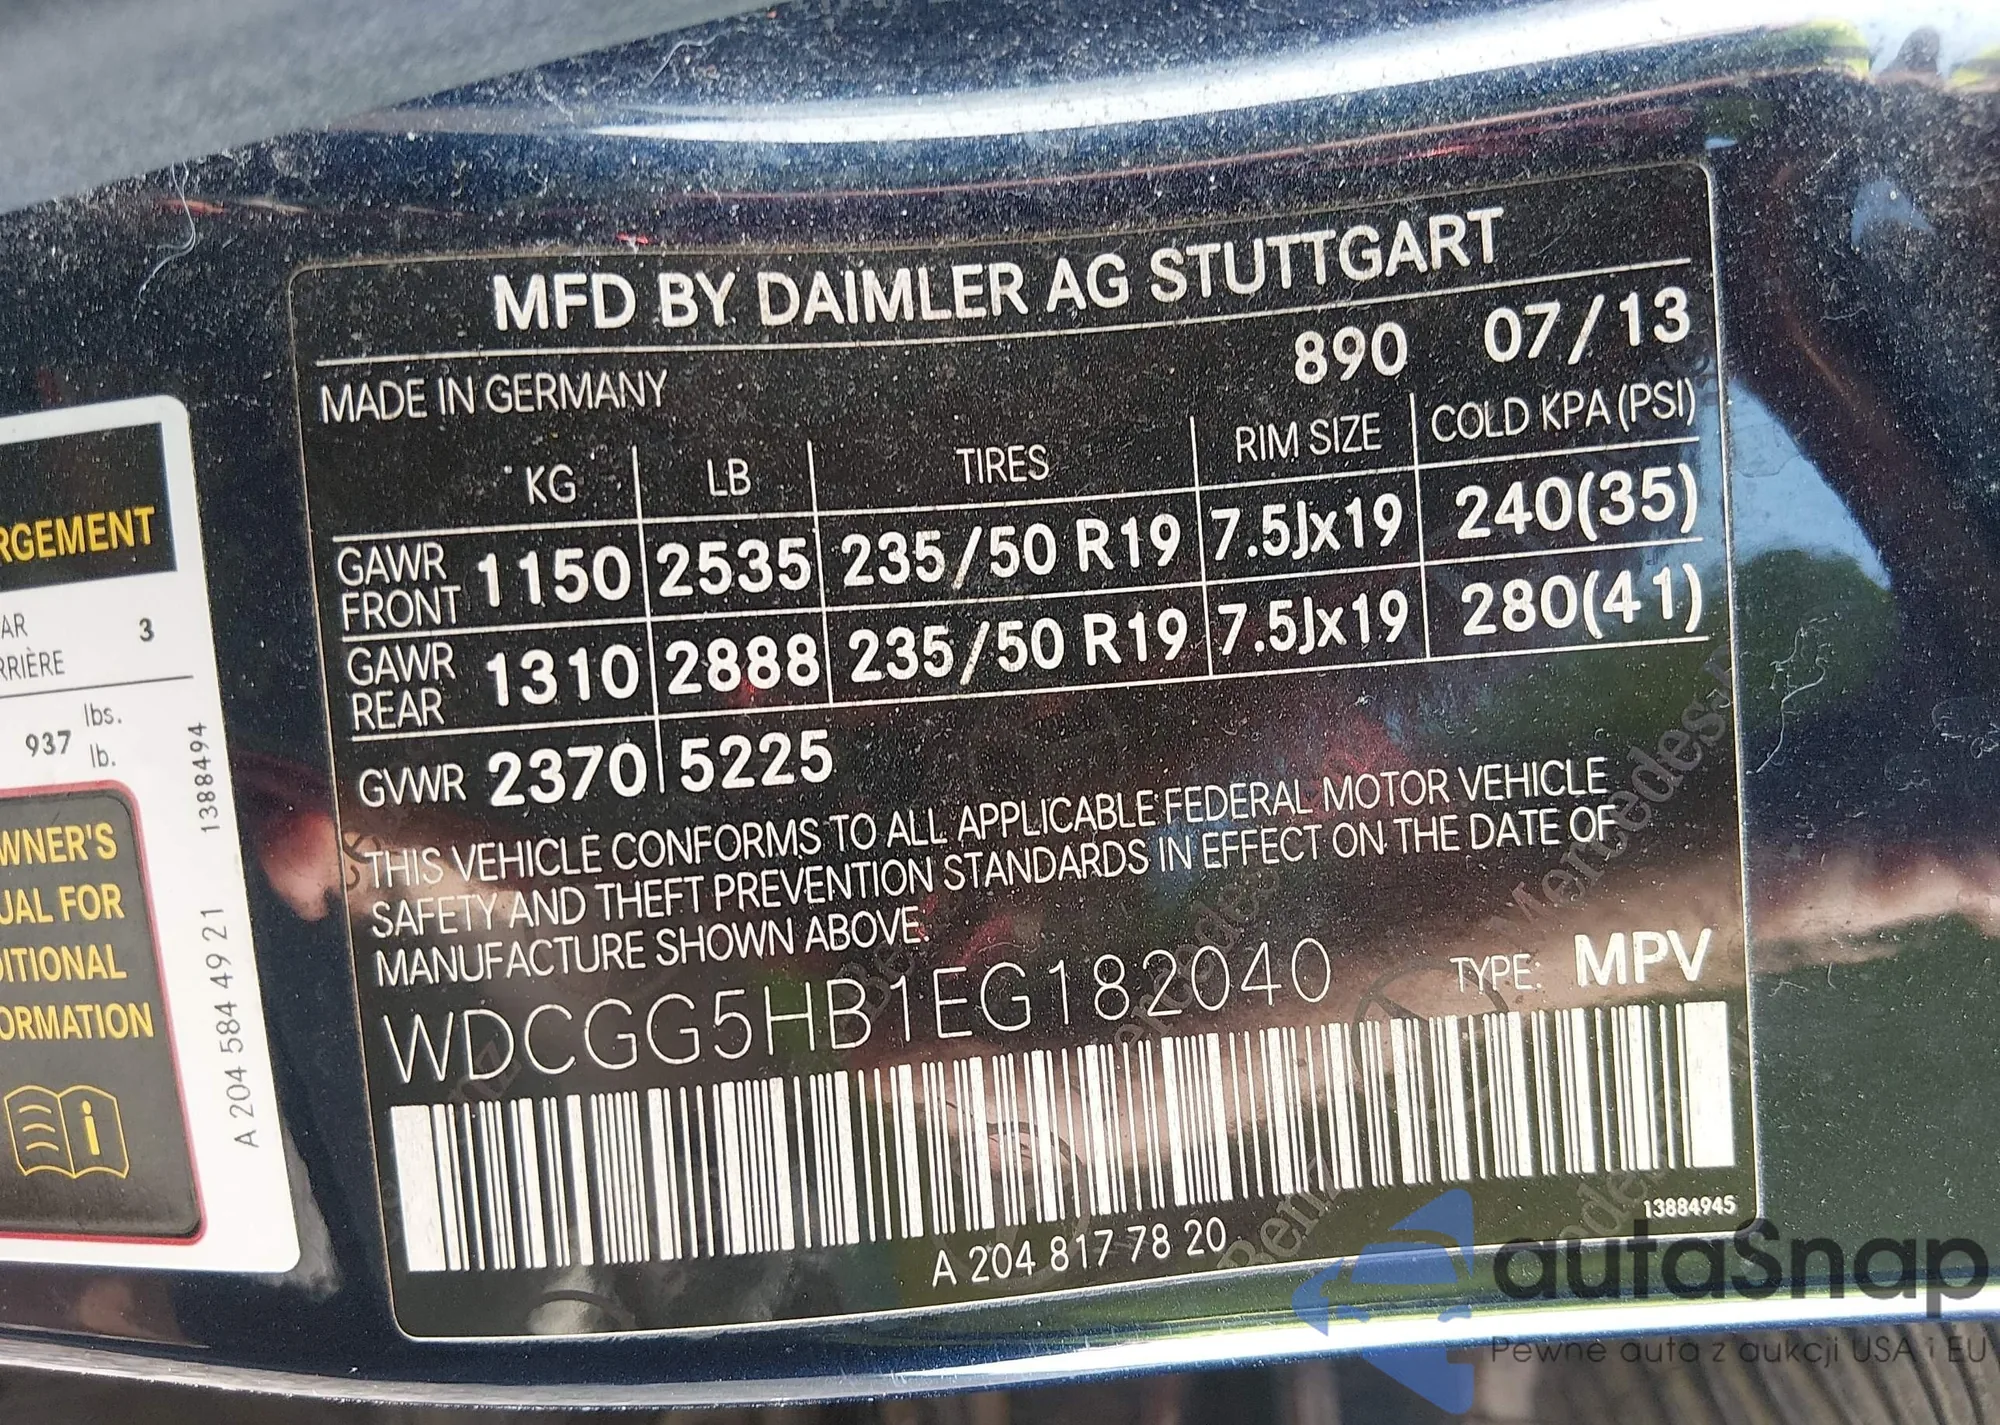 MFD BY DAIMLER AG STUTTGART
MADE IN GERMANY 890 07/13
KG LB TIRES RIM SIZE COLD KPA (PSI)
GAWR FRONT 1150 2535 235/50 R19 7.5Jx19 240(35)
GAWR REAR 1310 2888 235/50 R19 7.5Jx19 280(41)
GVWR 2370 5225
THIS VEHICLE CONFORMS TO ALL APPLICABLE FEDERAL MOTOR VEHICLE
SAFETY AND THEFT PREVENTION STANDARDS IN EFFECT ON THE DATE OF
MANUFACTURE SHOWN ABOVE.
WDCGG5HB1EG182040 TYPE: MPV
13884945
A 204 817 78 20
RGEMENT
AR 3
RRIÈRE
937 lbs.
lb.
WNER'S
UAL FOR
DITIONAL
ORMATION
i
A 204 584 49 21 1388494
autaSnap
Pewne auta z aukcji USA i EU